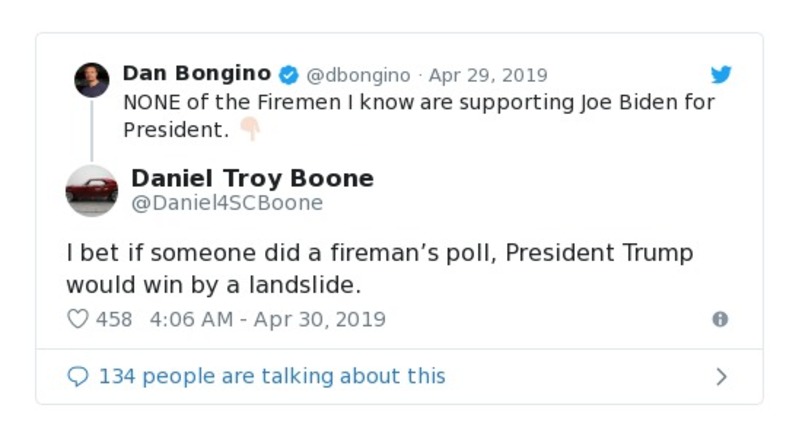 Dan Bongino @dbongino · Apr 29, 2019
NONE of the Firemen I know are supporting Joe Biden for
President. 👇🏻
Daniel Troy Boone
@Daniel4SCBoone
I bet if someone did a fireman’s poll, President Trump
would win by a landslide.
458 4:06 AM - Apr 30, 2019
134 people are talking about this